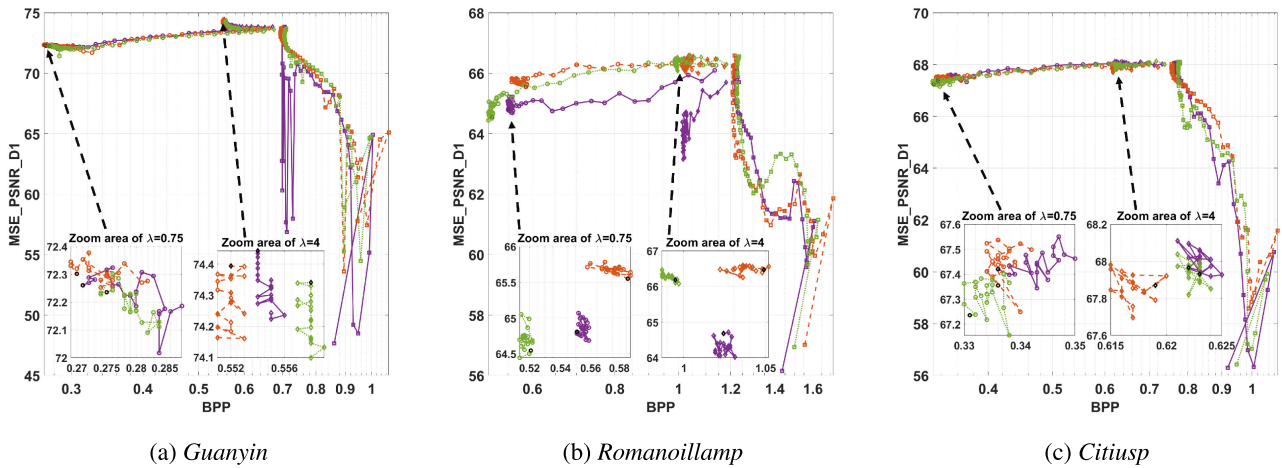 75
70
65
60
55
50
45
MSE_PSNR_D1
0.3 0.4 0.5 0.6 0.7 0.8 0.9 1
BPP
Zoom area of λ=0.75
72.4
72.3
72.2
72.1
72
0.27 0.275 0.28 0.285
Zoom area of λ=4
74.4
74.3
74.2
74.1
0.552 0.556
(a) Guanyin
68
66
64
62
60
58
56
MSE_PSNR_D1
0.6 0.8 1 1.2 1.4 1.6
BPP
Zoom area of λ=0.75
66
65.5
65
64.5
0.52 0.54 0.56 0.58
Zoom area of λ=4
67
66
65
64
1 1.05
(b) Romanoillamp
70
68
66
64
62
60
58
56
MSE_PSNR_D1
0.4 0.5 0.6 0.7 0.8 0.9 1
BPP
Zoom area of λ=0.75
67.6
67.5
67.4
67.3
67.2
0.33 0.34 0.35
Zoom area of λ=4
68.2
68
67.8
67.6
0.615 0.62 0.625
(c) Citiusp